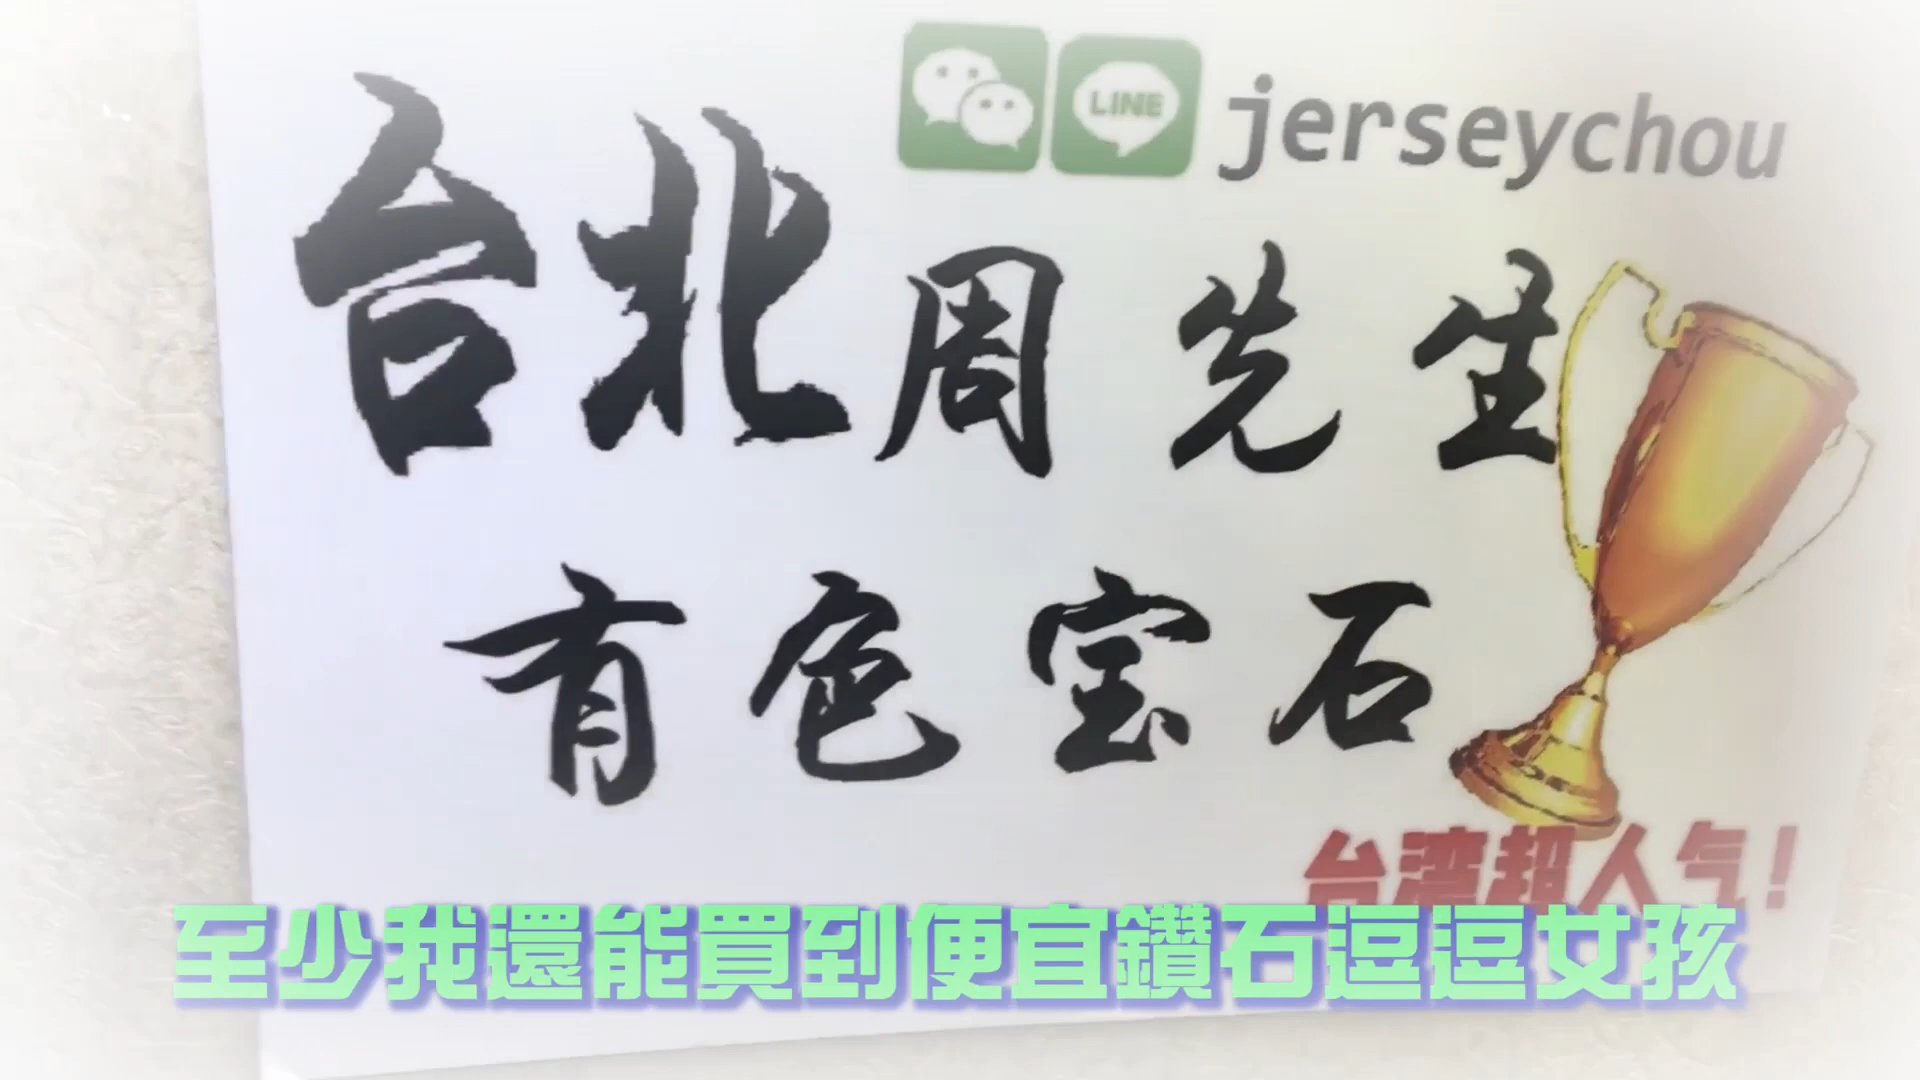 LINE jerseychou
台北周先生
有色宝石
台湾超人气！
至少我還能買到便宜鑽石逗逗女孩